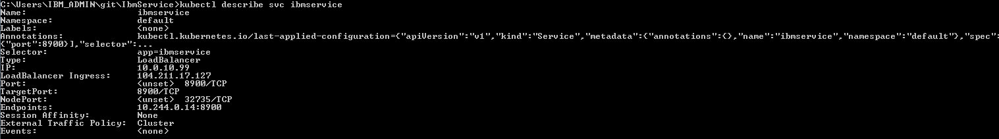 C:\Users\IBM_ADMIN\git\IbmService>kubectl describe svc ibmservice
Name:                     ibmservice
Namespace:                default
Labels:                   <none>
Annotations:              kubectl.kubernetes.io/last-applied-configuration={"apiVersion":"v1","kind":"Service","metadata":{"annotations":{},"name":"ibmservice","namespace":"default"},"spec":
{"port":8900}],"selector":...
Selector:                 app=ibmservice
Type:                     LoadBalancer
IP:                       10.0.10.99
LoadBalancer Ingress:     104.211.17.127
Port:                     <unset>  8900/TCP
TargetPort:               8900/TCP
NodePort:                 <unset>  32735/TCP
Endpoints:                10.244.0.14:8900
Session Affinity:         None
External Traffic Policy:  Cluster
Events:                   <none>